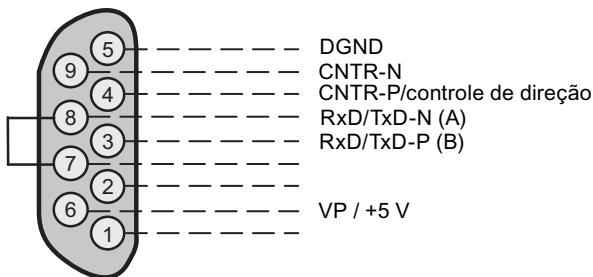 5 DGND
9 CNTR-N
4 CNTR-P/controle de direção
8 RxD/TxD-N (A)
3 RxD/TxD-P (B)
7
2
6 VP / +5 V
1